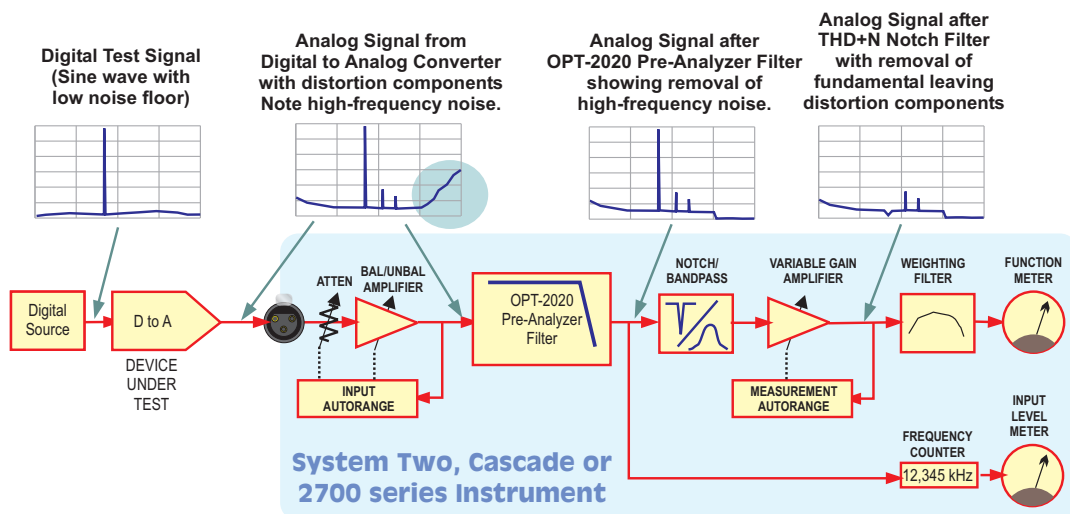 Digital Test Signal
(Sine wave with
low noise floor)
Analog Signal from
Digital to Analog Converter
with distortion components
Note high-frequency noise.
Analog Signal after
OPT-2020 Pre-Analyzer Filter
showing removal of
high-frequency noise.
Analog Signal after
THD+N Notch Filter
with removal of
fundamental leaving
distortion components
Digital
Source
D to A
DEVICE
UNDER
TEST
ATTEN
BAL/UNBAL
AMPLIFIER
INPUT
AUTORANGE
OPT-2020
Pre-Analyzer
Filter
NOTCH/
BANDPASS
VARIABLE GAIN
AMPLIFIER
MEASUREMENT
AUTORANGE
WEIGHTING
FILTER
FUNCTION
METER
FREQUENCY
COUNTER
12,345 kHz
INPUT
LEVEL
METER
System Two, Cascade or
2700 series Instrument